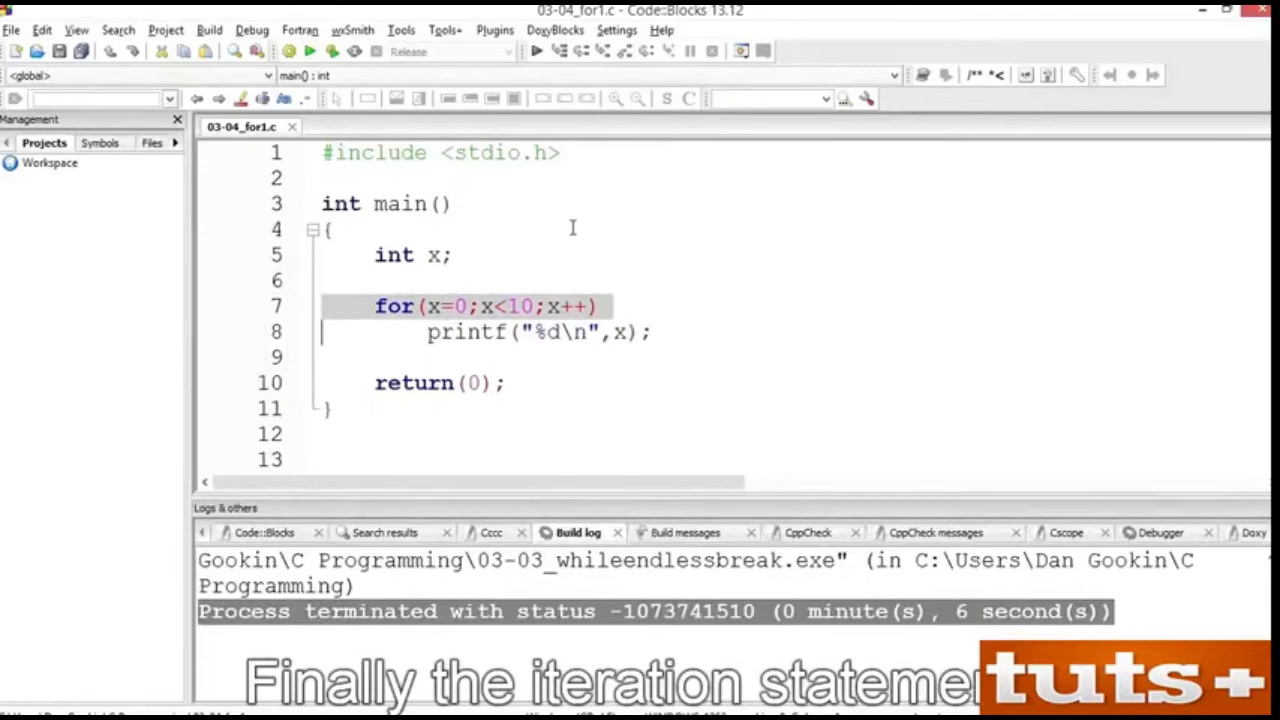 03-04_for1.c - Code::Blocks 13.12
File Edit View Search Project Build Debug Fortran wxSmith Tools Tools+ Plugins DoxyBlocks Settings Help
Release
<global> main() : int
S C
Management
03-04_for1.c
Projects Symbols Files
Workspace
1 #include <stdio.h>
2
3 int main()
4 {
5 int x;
6
7 for(x=0;x<10;x++)
8 printf("%d\n",x);
9
10 return(0);
11 }
12
13
Logs & others
Code::Blocks Search results Cccc Build log Build messages CppCheck CppCheck messages Cscope Debugger Doxy
Gookin\C Programming\03-03_whileendlessbreak.exe" (in C:\Users\Dan Gookin\C
Programming)
Process terminated with status -1073741510 (0 minute(s), 6 second(s))
Finally the iteration statemen
tuts+